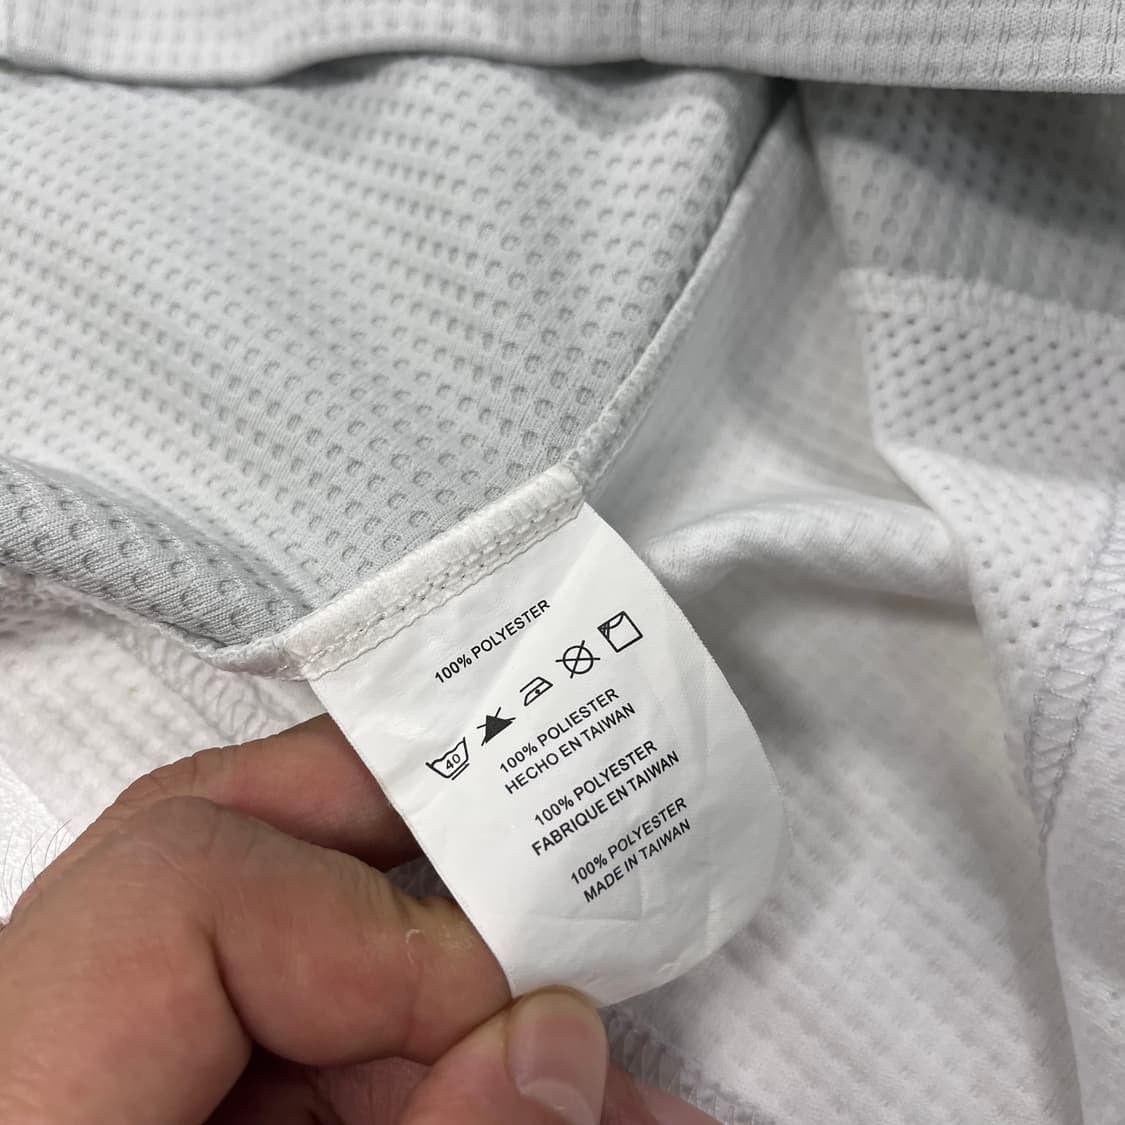 100% POLYESTER
40
100% POLIESTER
HECHO EN TAIWAN
100% POLYESTER
FABRIQUE EN TAIWAN
100% POLYESTER
MADE IN TAIWAN